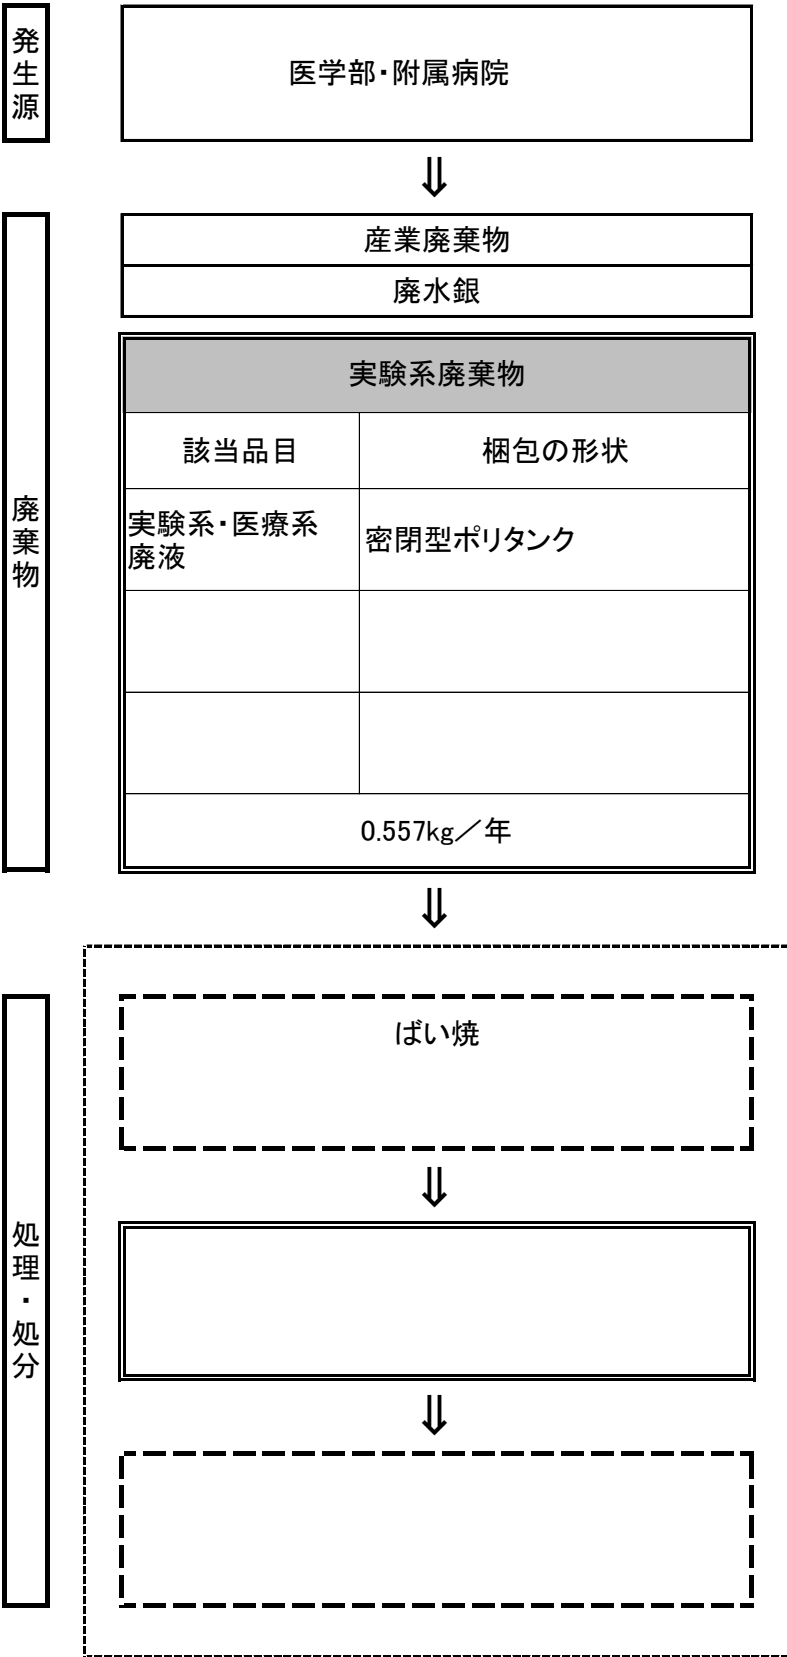 発生源
医学部・附属病院
⇓
廃棄物
産業廃棄物
廃水銀
実験系廃棄物
該当品目 梱包の形状
実験系・医療系
廃液
密閉型ポリタンク
0.557kg／年
⇓
処理・処分
ばい焼
⇓
⇓